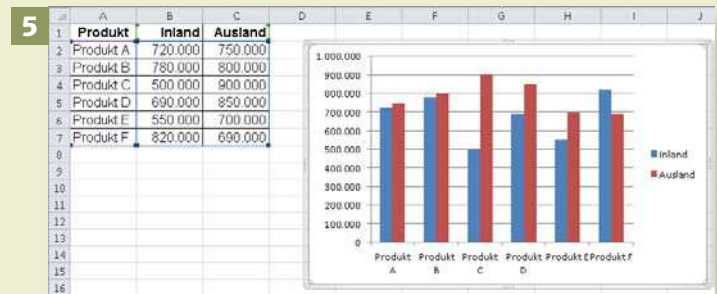 5
A B C D E F G H I J
1 Produkt Inland Ausland
2 Produkt A 720.000 750.000
3 Produkt B 780.000 800.000
4 Produkt C 500.000 900.000
5 Produkt D 690.000 850.000
6 Produkt E 550.000 700.000
7 Produkt F 820.000 690.000
8
9
10
11
12
13
14
15
16
1.000.000
900.000
800.000
700.000
600.000
500.000
400.000
300.000
200.000
100.000
0
Produkt Produkt Produkt Produkt Produkt E Produkt F
A B C D
Inland
Ausland